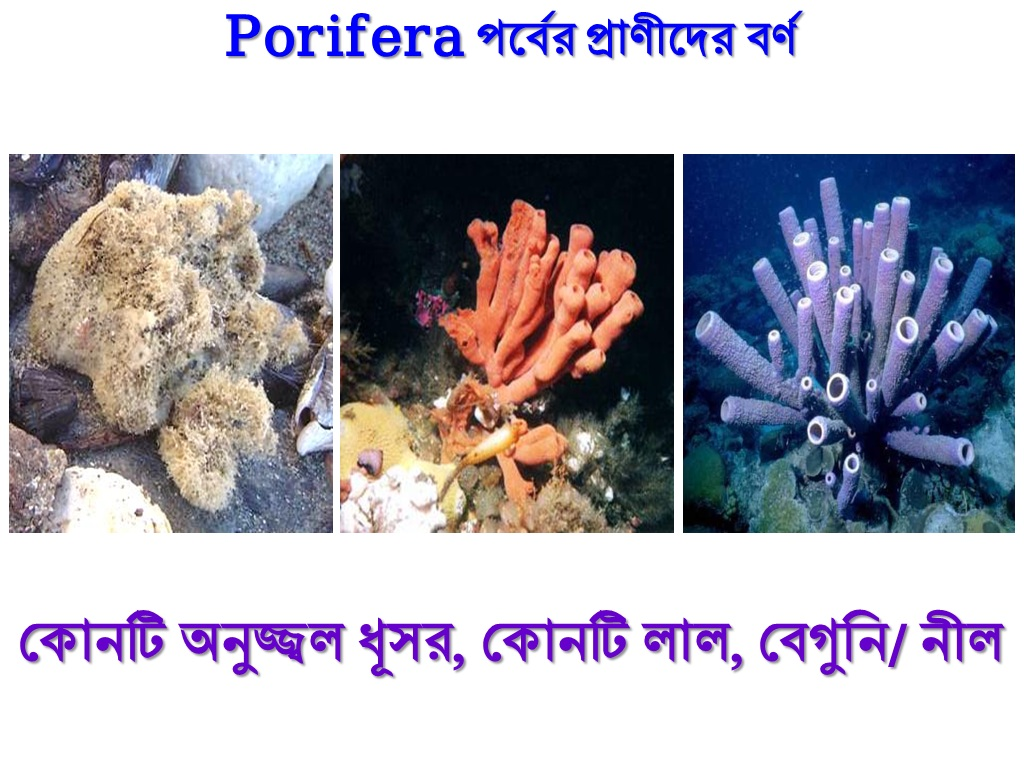 Porifera পর্বের প্রাণীদের বর্ণ
কোনটি অনুজ্জ্বল ধূসর, কোনটি লাল, বেগুনি/ নীল